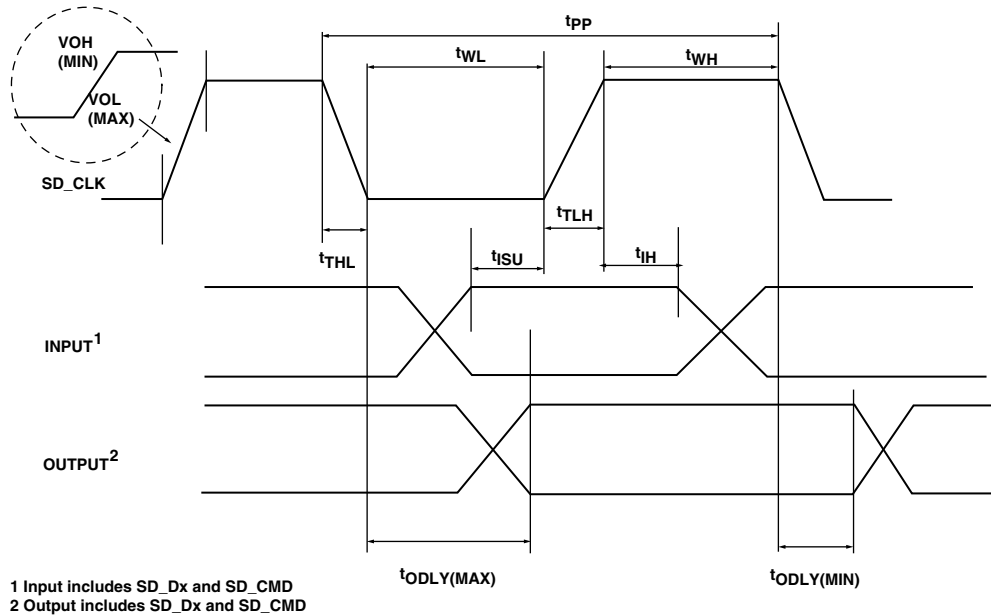 tPP
VOH
(MIN)
tWL
tWH
VOL
(MAX)
SD_CLK
tTLH
tTHL
tISU
tIH
INPUT1
OUTPUT2
tODLY(MAX)
tODLY(MIN)
1 Input includes SD_Dx and SD_CMD
2 Output includes SD_Dx and SD_CMD